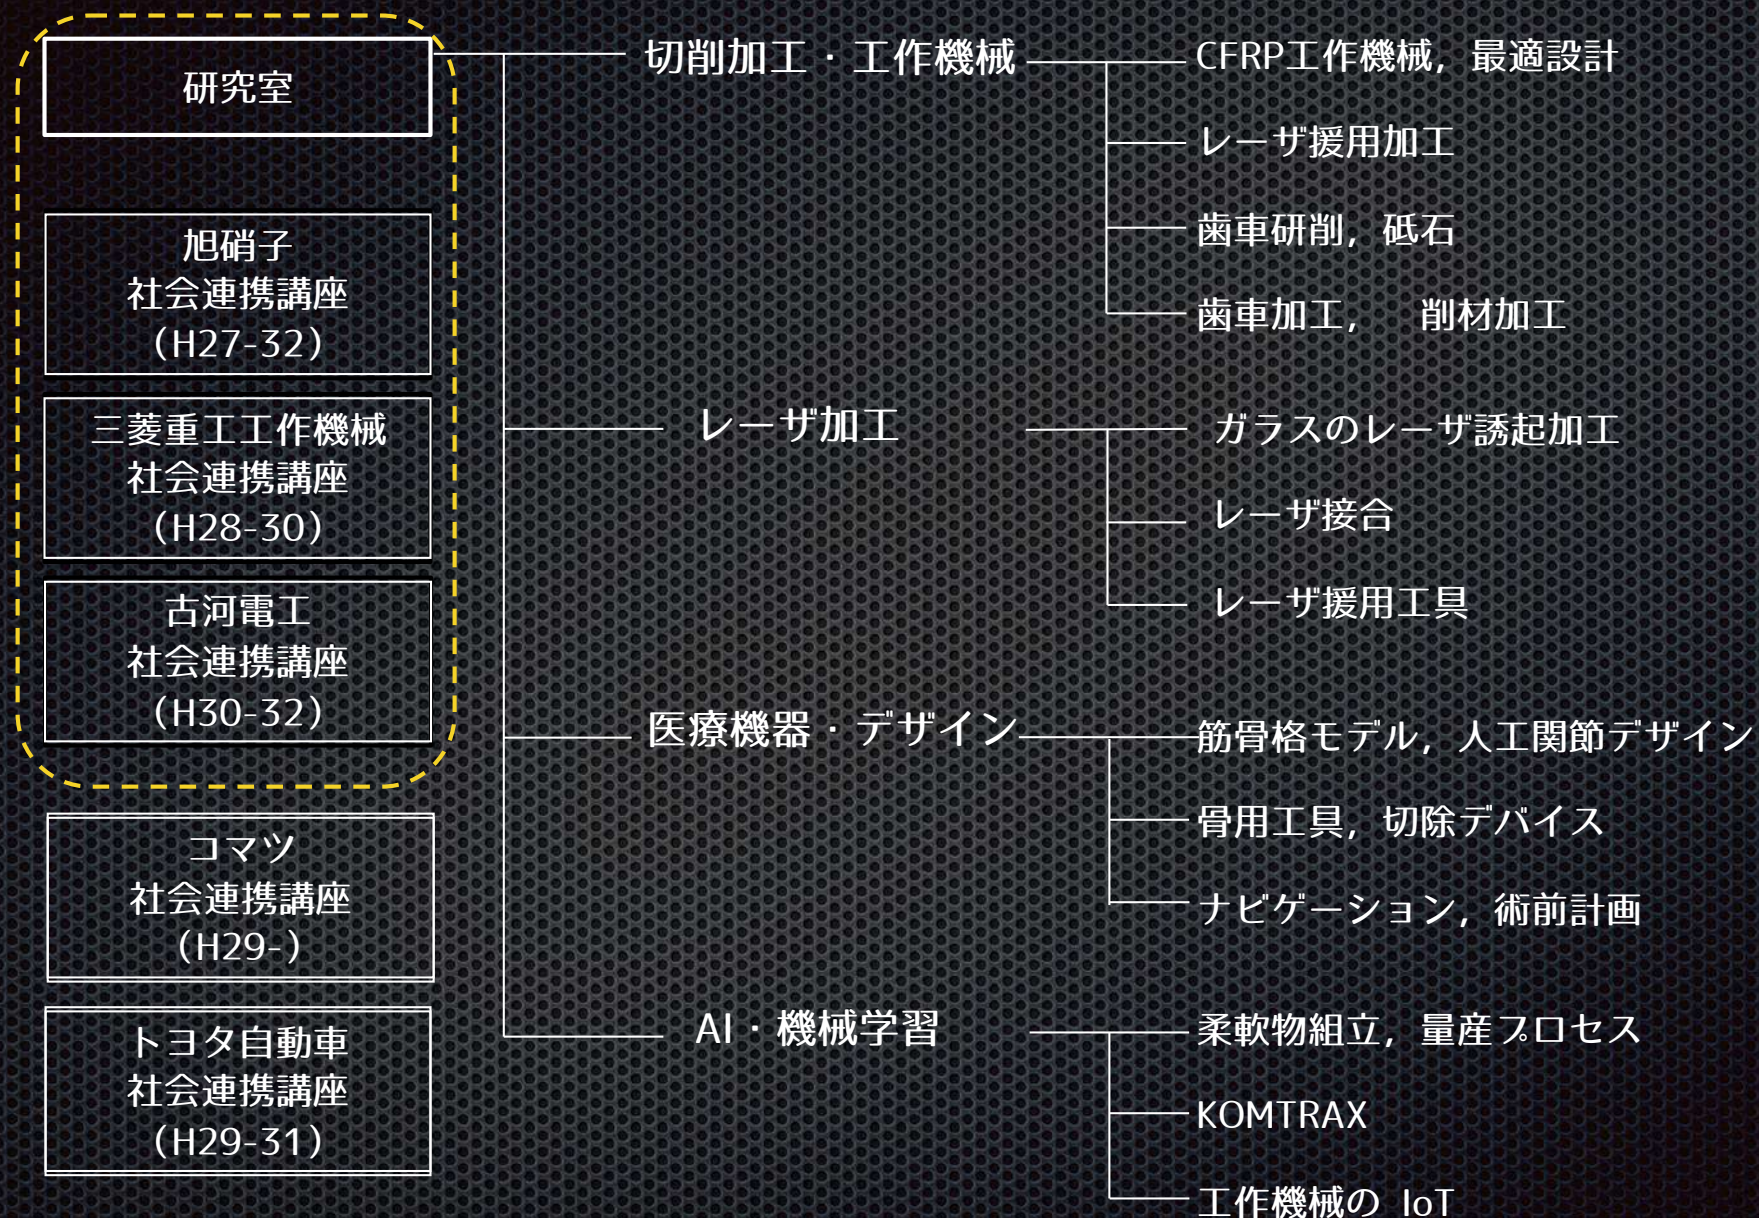 研究室
旭硝子
社会連携講座
(H27-32)
三菱重工工作機械
社会連携講座
(H28-30)
古河電工
社会連携講座
(H30-32)
コマツ
社会連携講座
(H29-)
トヨタ自動車
社会連携講座
(H29-31)
切削加工・工作機械
CFRP工作機械, 最適設計
レーザ援用加工
歯車研削, 砥石
歯車加工, 削材加工
レーザ加工
ガラスのレーザ誘起加工
レーザ接合
レーザ援用工具
医療機器・デザイン
筋骨格モデル, 人工関節デザイン
骨用工具, 切除デバイス
ナビゲーション, 術前計画
AI・機械学習
柔軟物組立, 量産プロセス
KOMTRAX
工作機械の IoT